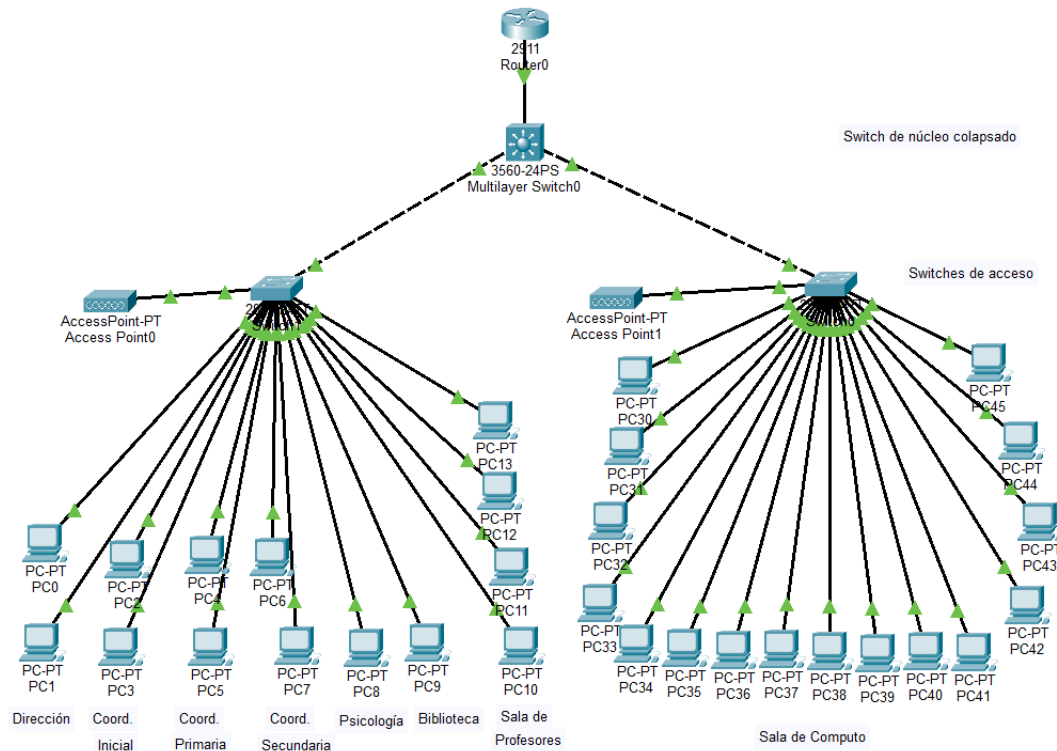 2911
Router0
Switch de núcleo colapsado
3560-24PS
Multilayer Switch0
Switches de acceso
AccessPoint-PT
Access Point0
AccessPoint-PT
Access Point1
PC-PT
PC30
PC-PT
PC45
PC-PT
PC13
PC-PT
PC31
PC-PT
PC44
PC-PT
PC12
PC-PT
PC32
PC-PT
PC43
PC-PT
PC0
PC-PT
PC2
PC-PT
PC4
PC-PT
PC6
PC-PT
PC11
PC-PT
PC33
PC-PT
PC42
PC-PT
PC1
PC-PT
PC3
PC-PT
PC5
PC-PT
PC7
PC-PT
PC8
PC-PT
PC9
PC-PT
PC10
PC-PT
PC34
PC-PT
PC35
PC-PT
PC36
PC-PT
PC37
PC-PT
PC38
PC-PT
PC39
PC-PT
PC40
PC-PT
PC41
Dirección
Coord.
Inicial
Coord.
Primaria
Coord.
Secundaria
Psicología
Biblioteca
Sala de
Profesores
Sala de Computo